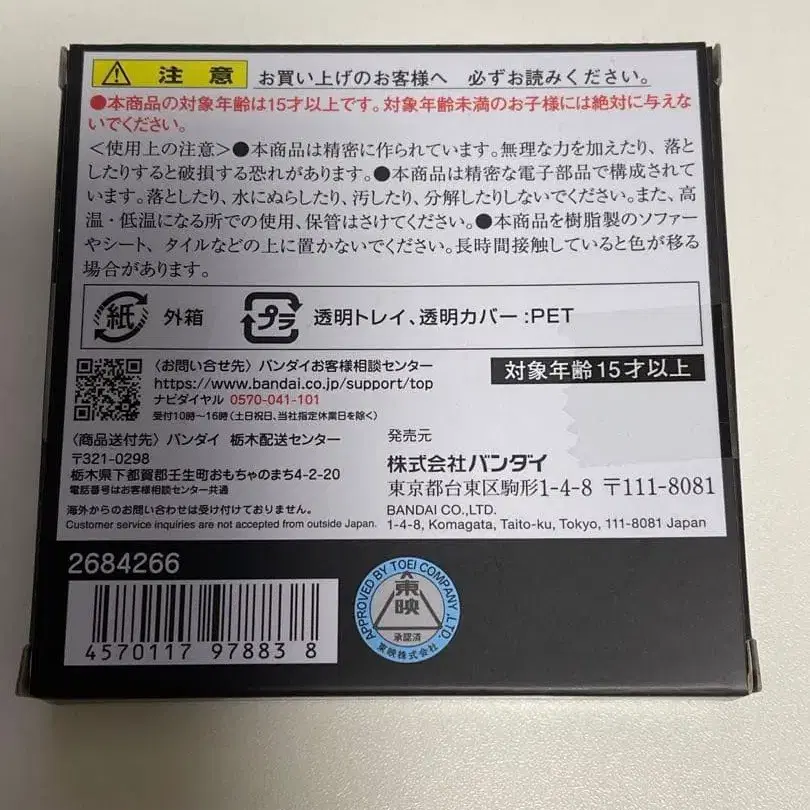 注意 お買い上げのお客様へ 必ずお読みください。
●本商品の対象年齢は15才以上です。対象年齢未満のお子様には絶対に与えな
いでください。
＜使用上の注意＞●本商品は精密に作られています。無理な力を加えたり、落と
したりすると破損する恐れがあります。●本商品は精密な電子部品で構成されて
います。落としたり、水にぬらしたり、汚したり、分解したりしないでください。また、高
温・低温になる所での使用、保管はさけてください。●本商品を樹脂製のソファー
やシート、タイルなどの上に置かないでください。長時間接触していると色が移る
場合があります。
紙 外箱 プラ 透明トレイ、透明カバー：PET
〈お問い合せ先〉バンダイお客様相談センター
https://www.bandai.co.jp/support/top
ナビダイヤル 0570-041-101
受付10時～16時（土日祝日、当社指定休業日を除く）
対象年齢15才以上
〈商品送付先〉バンダイ 栃木配送センター
〒321-0298
栃木県下都賀郡壬生町おもちゃのまち4-2-20
電話番号はお客様相談センター共通
海外からのお問い合わせは受け付けておりません。
Customer service inquiries are not accepted from outside Japan.
発売元
株式会社バンダイ
東京都台東区駒形1-4-8 〒111-8081
BANDAI CO.,LTD.
1-4-8, Komagata, Taito-ku, Tokyo, 111-8081 Japan
2684266
4570117 97883 8
APPROVED BY TOEI COMPANY,LTD.
東映
承認済
東映株式会社